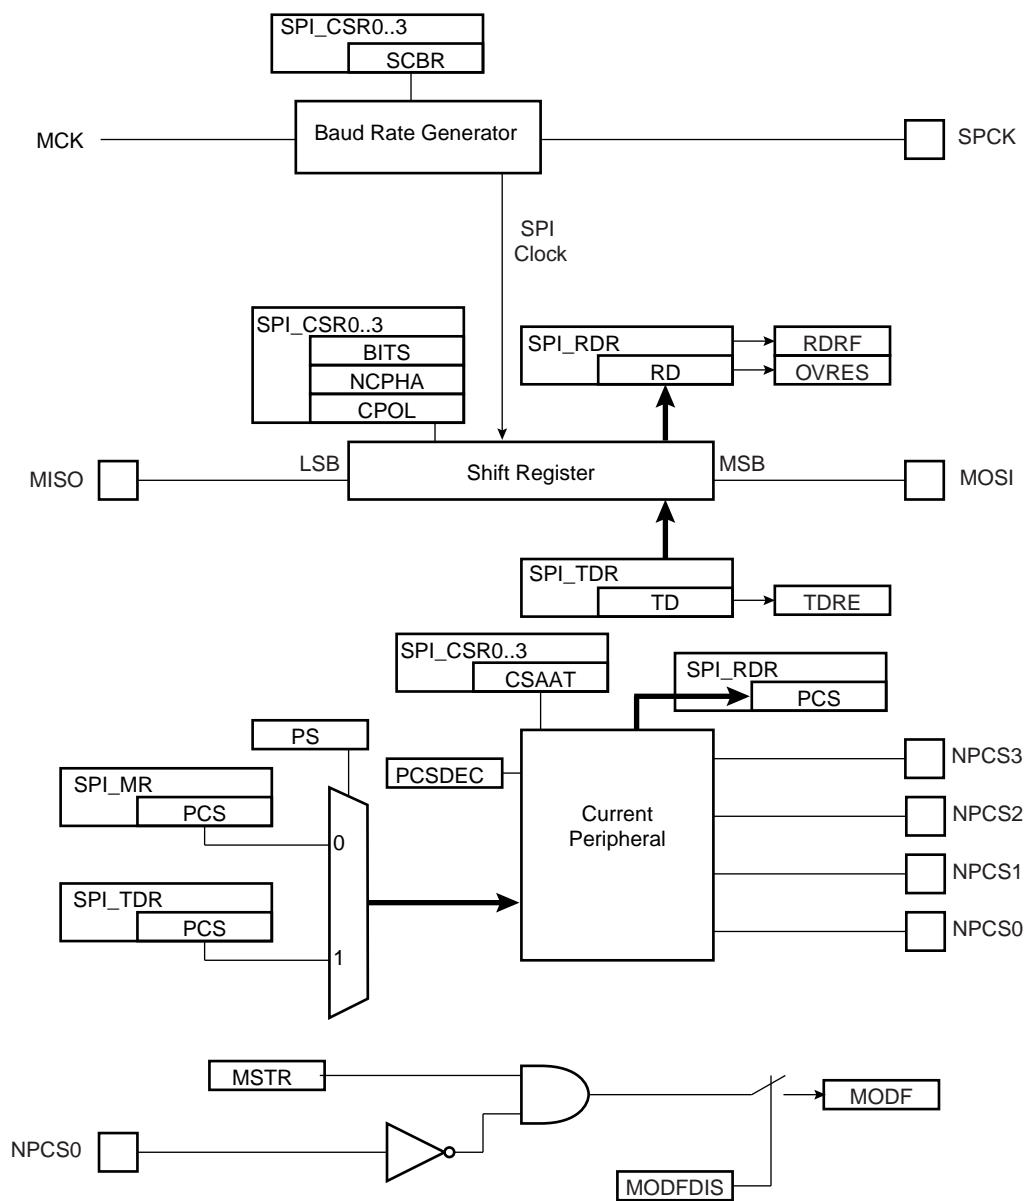 SPI_CSR0..3
SCBR
MCK
Baud Rate Generator
SPCK
SPI
Clock
SPI_CSR0..3
BITS
NCPHA
CPOL
SPI_RDR
RD
RDRF
OVRES
MISO
LSB
Shift Register
MSB
MOSI
SPI_TDR
TD
TDRE
SPI_CSR0..3
CSAAT
SPI_RDR
PCS
PS
PCSDEC
NPCS3
SPI_MR
PCS
0
Current
Peripheral
NPCS2
NPCS1
SPI_TDR
PCS
1
NPCS0
MSTR
MODF
NPCS0
MODFDIS